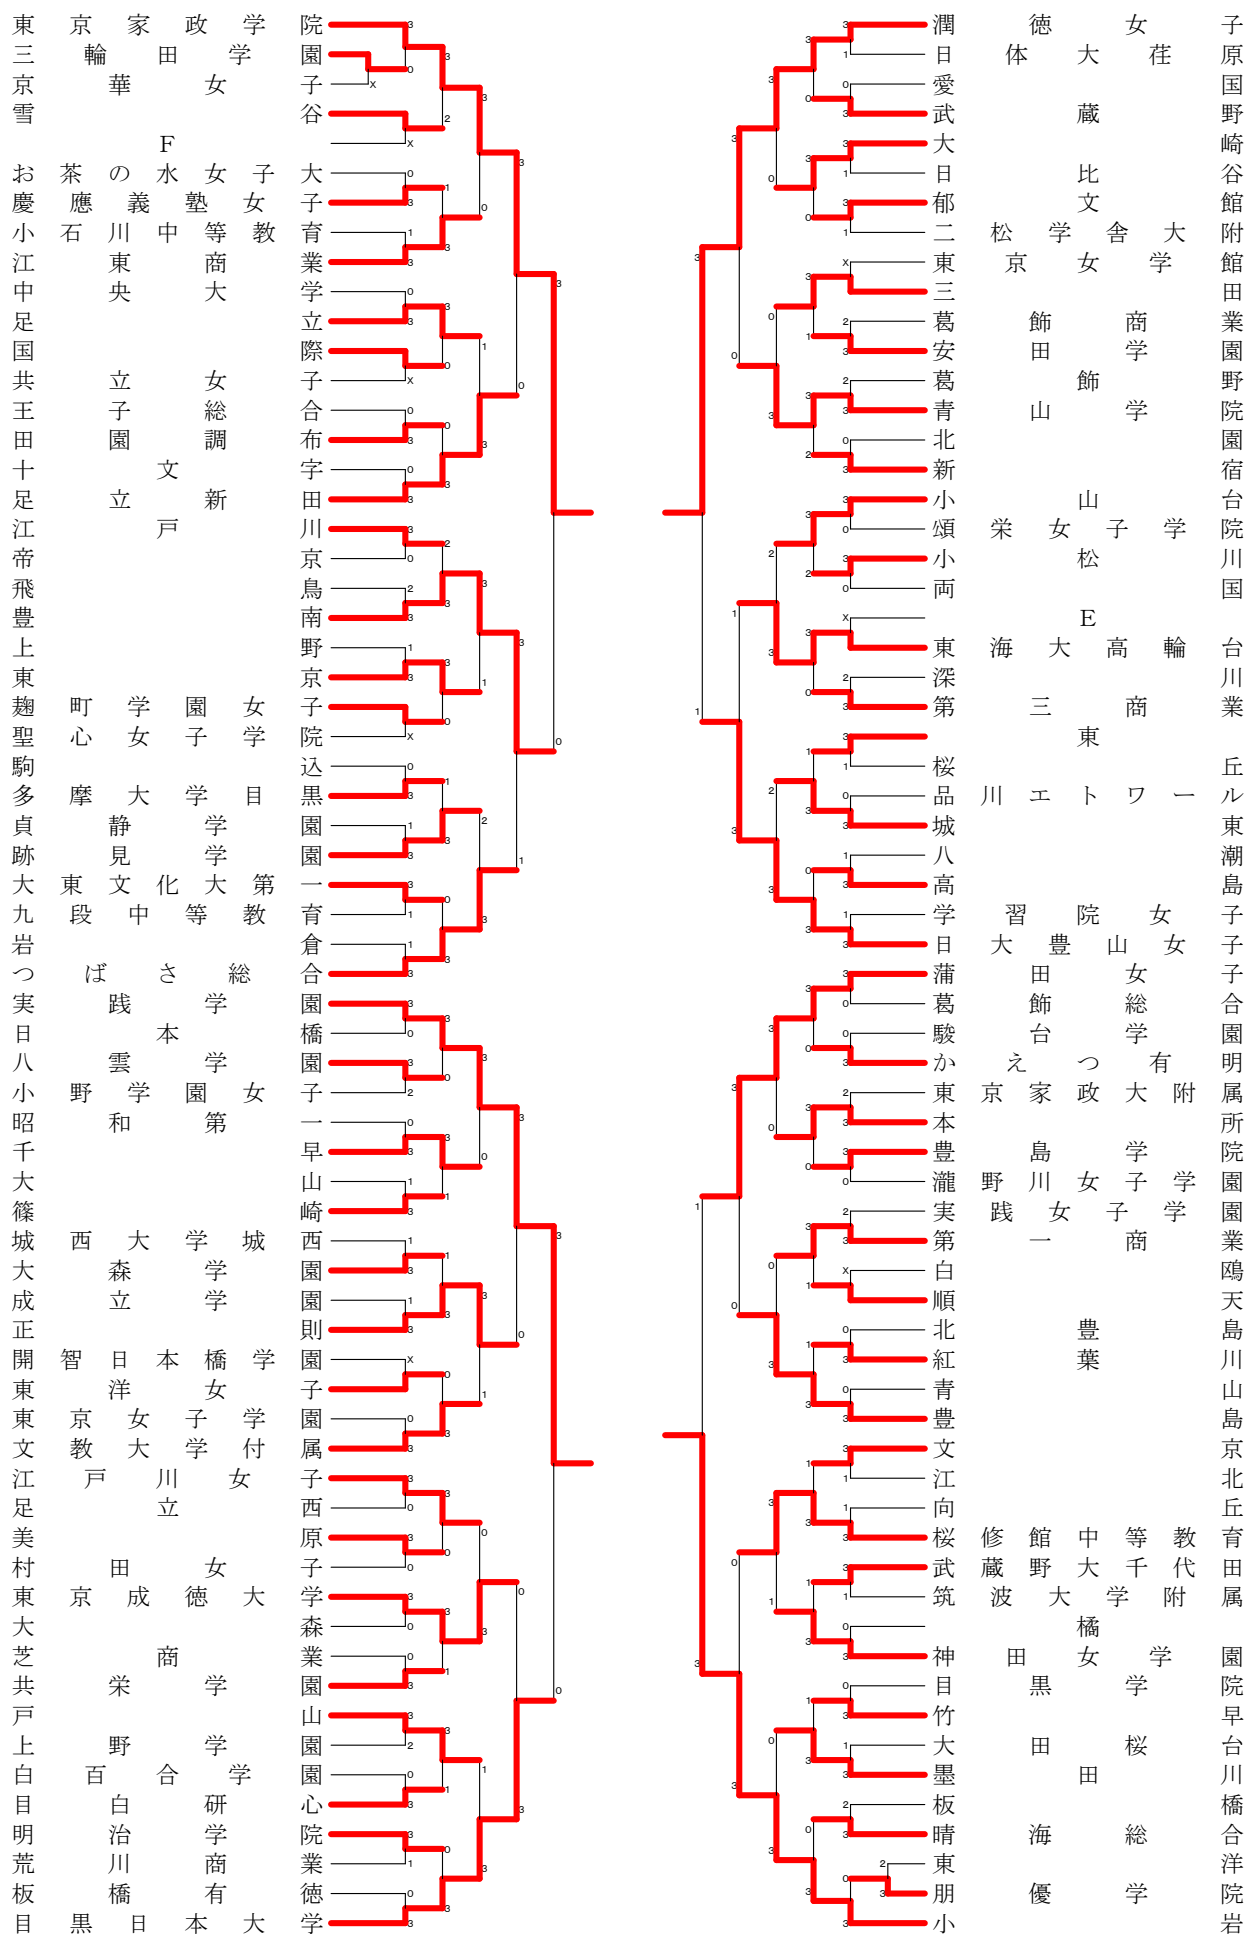 東京家政学院
三輪田学園
京華女子
雪谷
F
お茶の水女子大
慶應義塾女子
小石川中等教育
江東商業
中央大学
足立
国際
共立女子
王子総合
田園調布
十文字
足立新田
江戸川
帝京
飛鳥
豊南
上野
東京
麹町学園女子
聖心女子学院
駒込
多摩大学目黒
貞静学園
跡見学園
大東文化大第一
九段中等教育
岩倉
つばさ総合
実践学園
日本橋
八雲学園
小野学園女子
昭和第一
千早
大山
篠崎
城西大学城西
大森学園
成立学園
正則
開智日本橋学園
東洋女子
東京女子学園
文教大学付属
江戸川女子
足立西
美原
村田女子
東京成徳大学
大森
芝商業
共栄学園
戸山
上野学園
白百合学園
目白研心
明治学院
荒川商業
板橋有徳
目黒日本大学
潤徳女子
日体大荏原
愛国
武蔵野
大崎
日比谷
郁文館
二松学舎大附
東京女学館
三田
葛飾商業
安田学園
葛飾野
青山学院
北園
新宿
小山台
頌栄女子学院
小松川
両国
E
東海大高輪台
深川
第三商業
東
桜丘
品川エトワール
城東
八潮
高島
学習院女子
日大豊山女子
蒲田女子
葛飾総合
駿台学園
かえつ有明
東京家政大附属
本所
豊島学院
瀧野川女子学園
実践女子学園
第一商業
白鴎
順天
北豊島
紅葉川
青山
豊島
文京
江北
向丘
桜修館中等教育
武蔵野大千代田
筑波大学附属
橘
神田女学園
目黒学院
竹早
大田桜台
墨田川
板橋
晴海総合
東洋
朋優学院
小岩